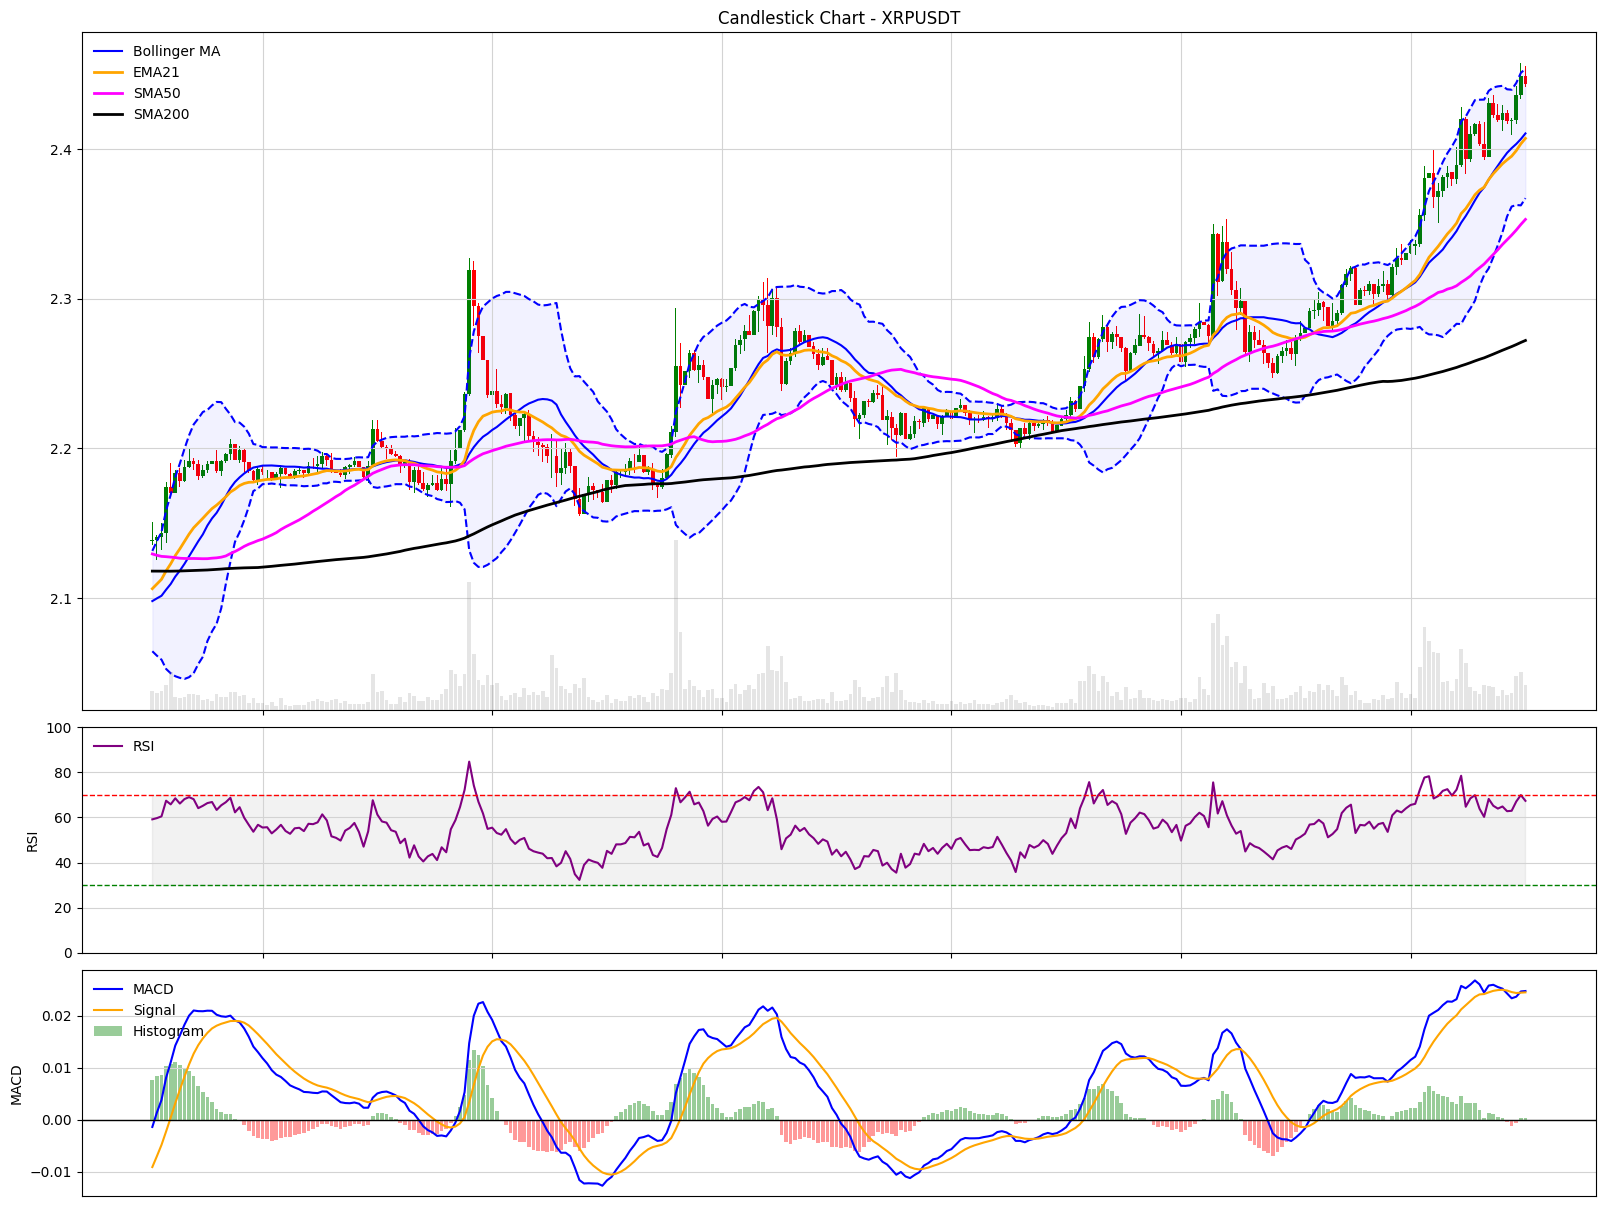 Candlestick Chart - XRPUSDT
Bollinger MA
EMA21
SMA50
SMA200
2.4
2.3
2.2
2.1
RSI
100
80
60
40
20
0
RSI
MACD
Signal
Histogram
0.02
0.01
0.00
−0.01
MACD